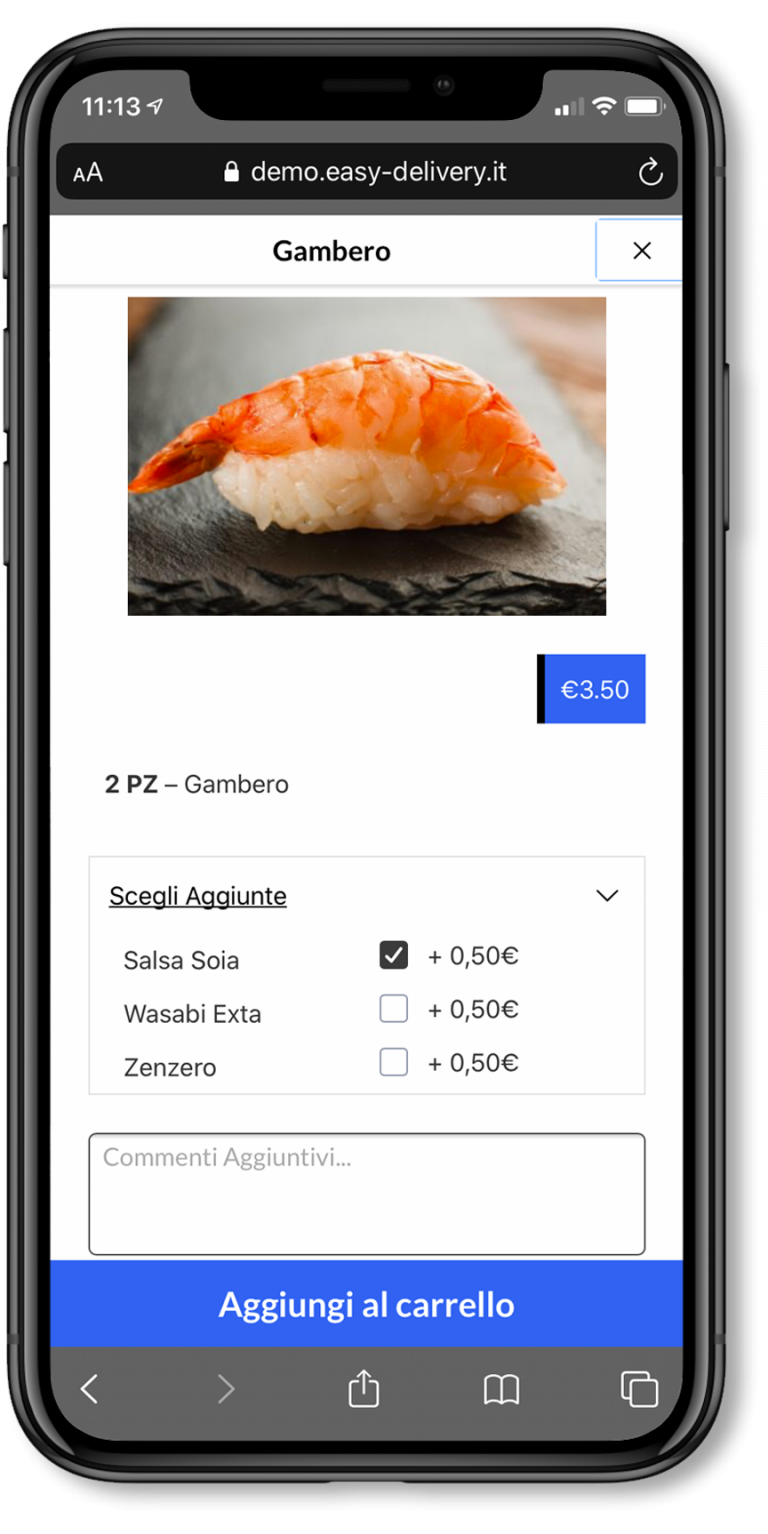 11:13
AA demo.easy-delivery.it
Gambero
€3.50
2 PZ – Gambero
Scegli Aggiunte
Salsa Soia + 0,50€
Wasabi Exta + 0,50€
Zenzero + 0,50€
Commenti Aggiuntivi...
Aggiungi al carrello